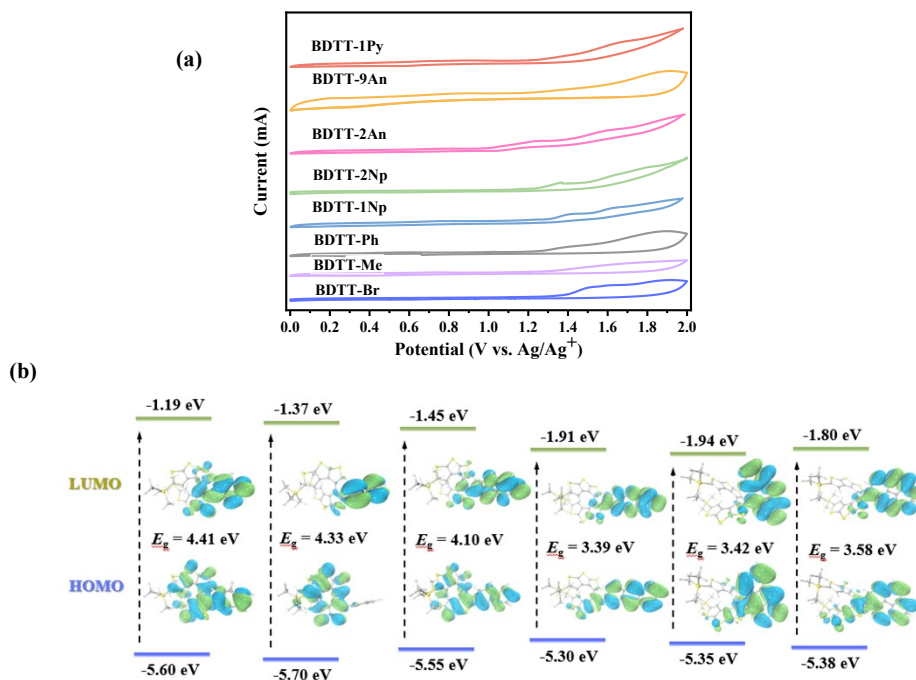 (a)
Current (mA)
BDTT-1Py
BDTT-9An
BDTT-2An
BDTT-2Np
BDTT-1Np
BDTT-Ph
BDTT-Me
BDTT-Br
0.0 0.2 0.4 0.6 0.8 1.0 1.2 1.4 1.6 1.8 2.0
Potential (V vs. Ag/Ag+)
(b)
-1.19 eV -1.37 eV -1.45 eV -1.91 eV -1.94 eV -1.80 eV
LUMO
Eg = 4.41 eV Eg = 4.33 eV Eg = 4.10 eV Eg = 3.39 eV Eg = 3.42 eV Eg = 3.58 eV
HOMO
-5.60 eV -5.70 eV -5.55 eV -5.30 eV -5.35 eV -5.38 eV